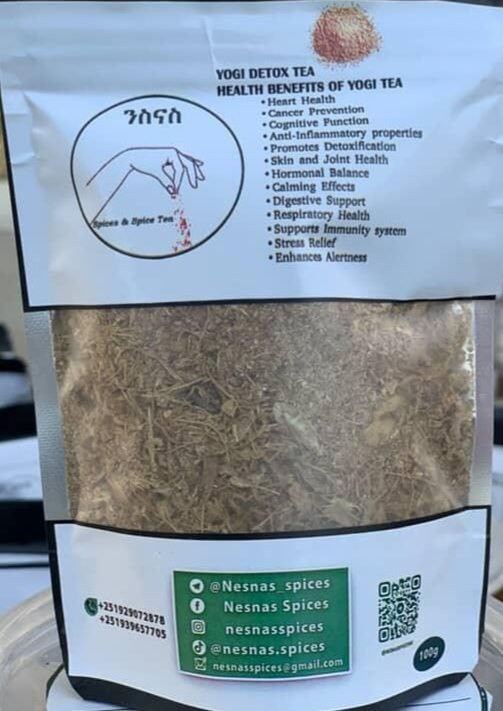 YOGI DETOX TEA
HEALTH BENEFITS OF YOGI TEA
• Heart Health
• Cancer Prevention
• Cognitive Function
• Anti-Inflammatory properties
• Promotes Detoxification
• Skin and Joint Health
• Hormonal Balance
• Calming Effects
• Digestive Support
• Respiratory Health
• Supports Immunity system
• Stress Relief
• Enhances Alertness
ንስናስ
Spices & Spice Tea
+251929072878
+251939657705
@Nesnas_spices
Nesnas Spices
nesnasspices
@nesnas.spices
nesnasspices@gmail.com
100g